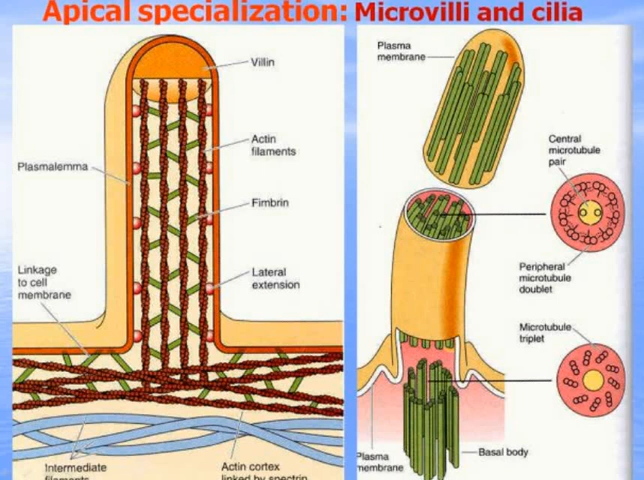 Apical specialization: Microvilli and cilia
Villin
Actin
filaments
Plasmalemma
Fimbrin
Linkage
to cell
membrane
Lateral
extension
Intermediate
filaments
Actin cortex
linked by spectrin
Plasma
membrane
Central
microtubule
pair
Peripheral
microtubule
doublet
Microtubule
triplet
Basal body
Plasma
membrane